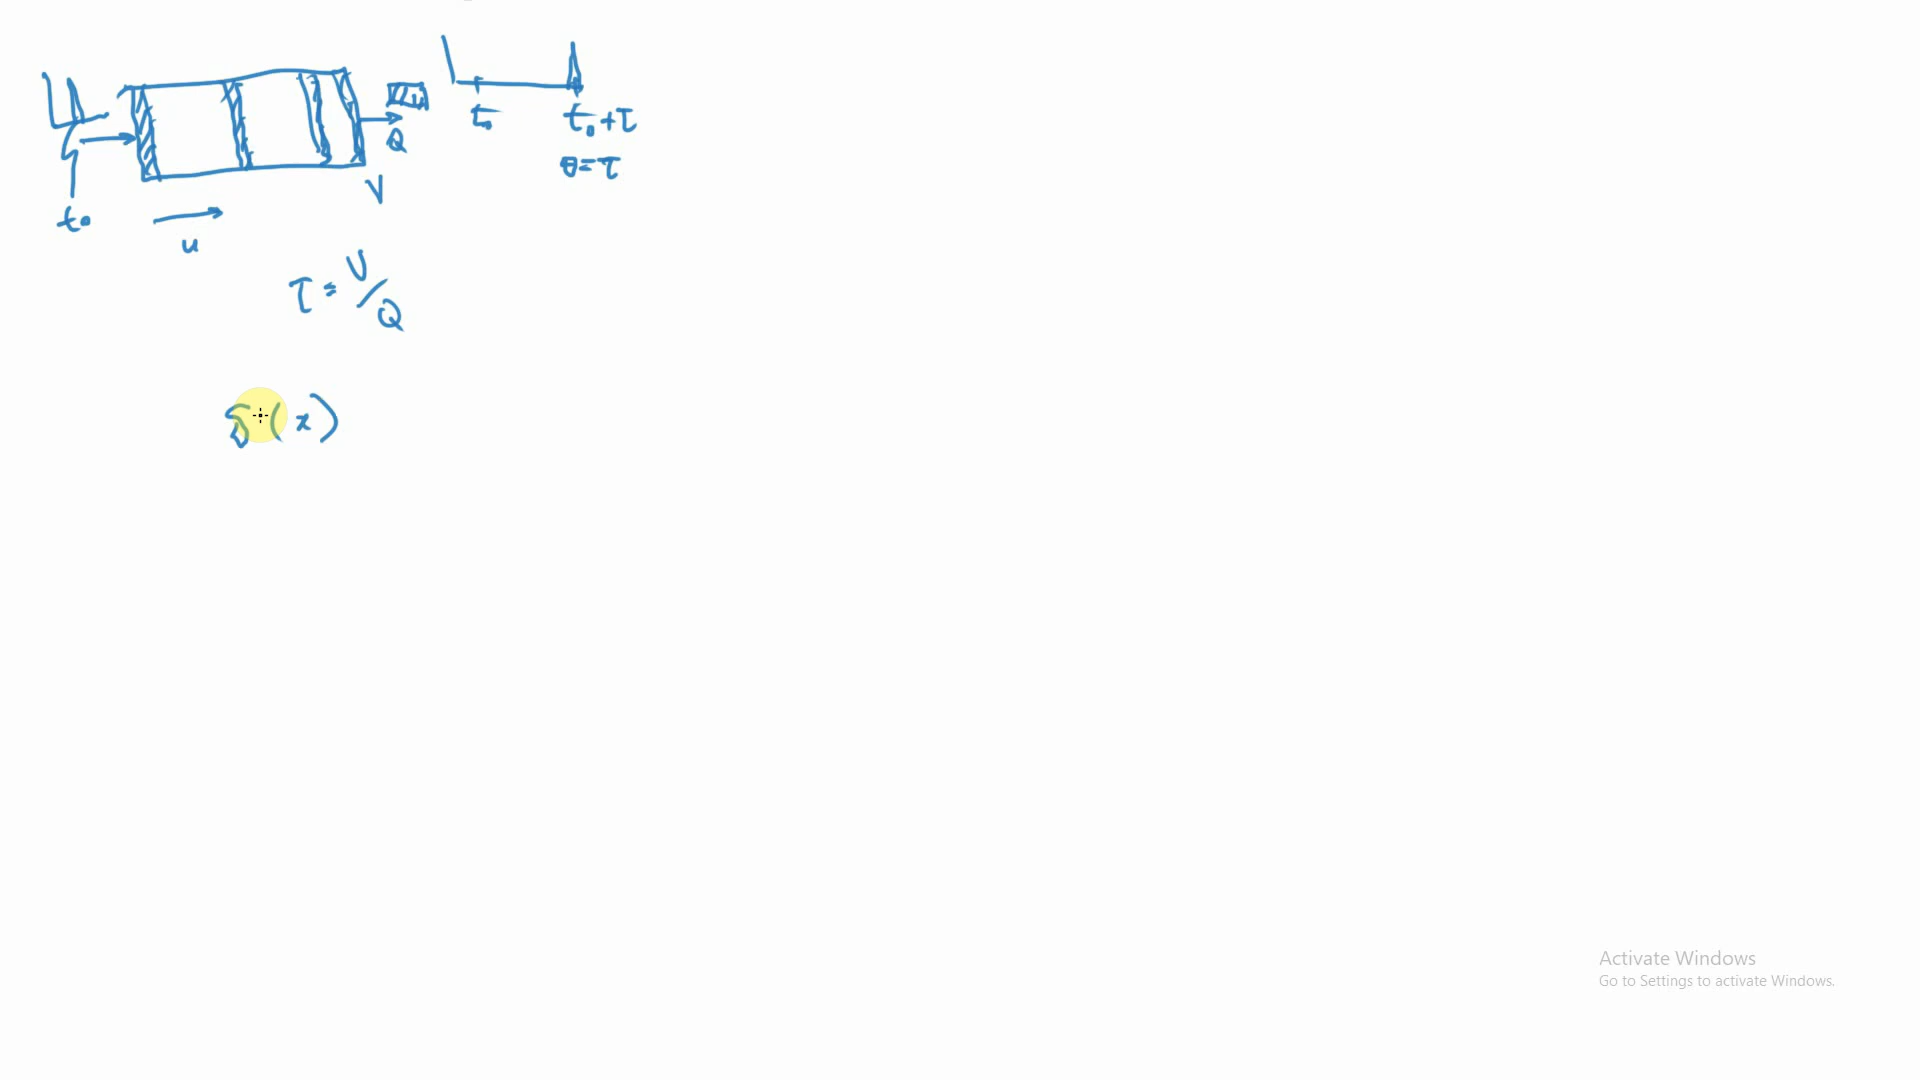 t₀
u
Q
V
t₀
t₀+τ
θ=τ
τ = V/Q
δ(x)
Activate Windows
Go to Settings to activate Windows.